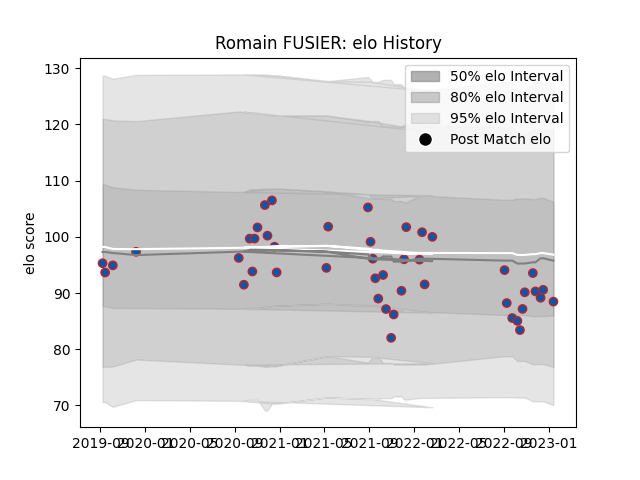 Romain FUSIER: elo History
130
120
110
100
90
80
70
elo score
50% elo Interval
80% elo Interval
95% elo Interval
Post Match elo
2019-09 2020-01 2020-05 2020-09 2021-01 2021-05 2021-09 2022-01 2022-05 2022-09 2023-01